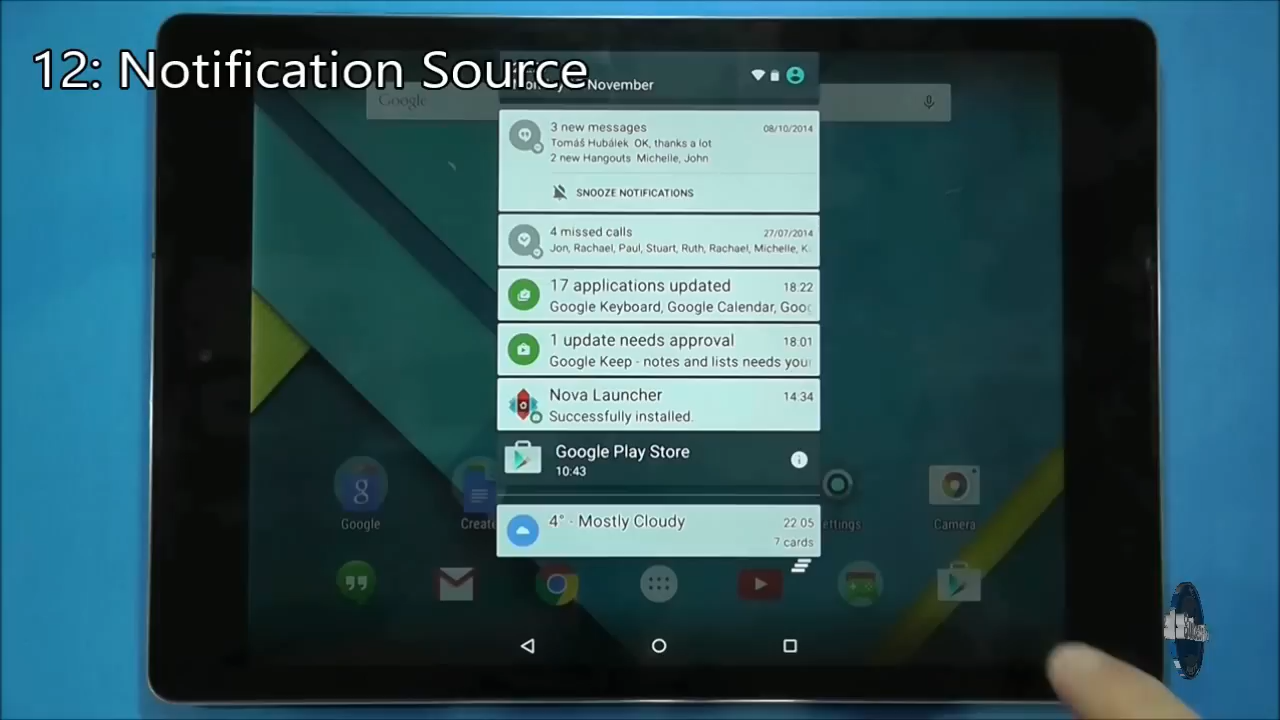 12: Notification Source
November
Google
3 new messages
08/10/2014
Tomáš Hubálek OK, thanks a lot
2 new Hangouts Michelle, John
SNOOZE NOTIFICATIONS
4 missed calls
27/07/2014
Jon, Rachael, Paul, Stuart, Ruth, Rachael, Michelle, K
17 applications updated
18:22
Google Keyboard, Google Calendar, Goo
1 update needs approval
18:01
Google Keep - notes and lists needs you
Nova Launcher
14:34
Successfully installed.
Google Play Store
10:43
4° - Mostly Cloudy
22:05
7 cards
Google
Create
ettings
Camera